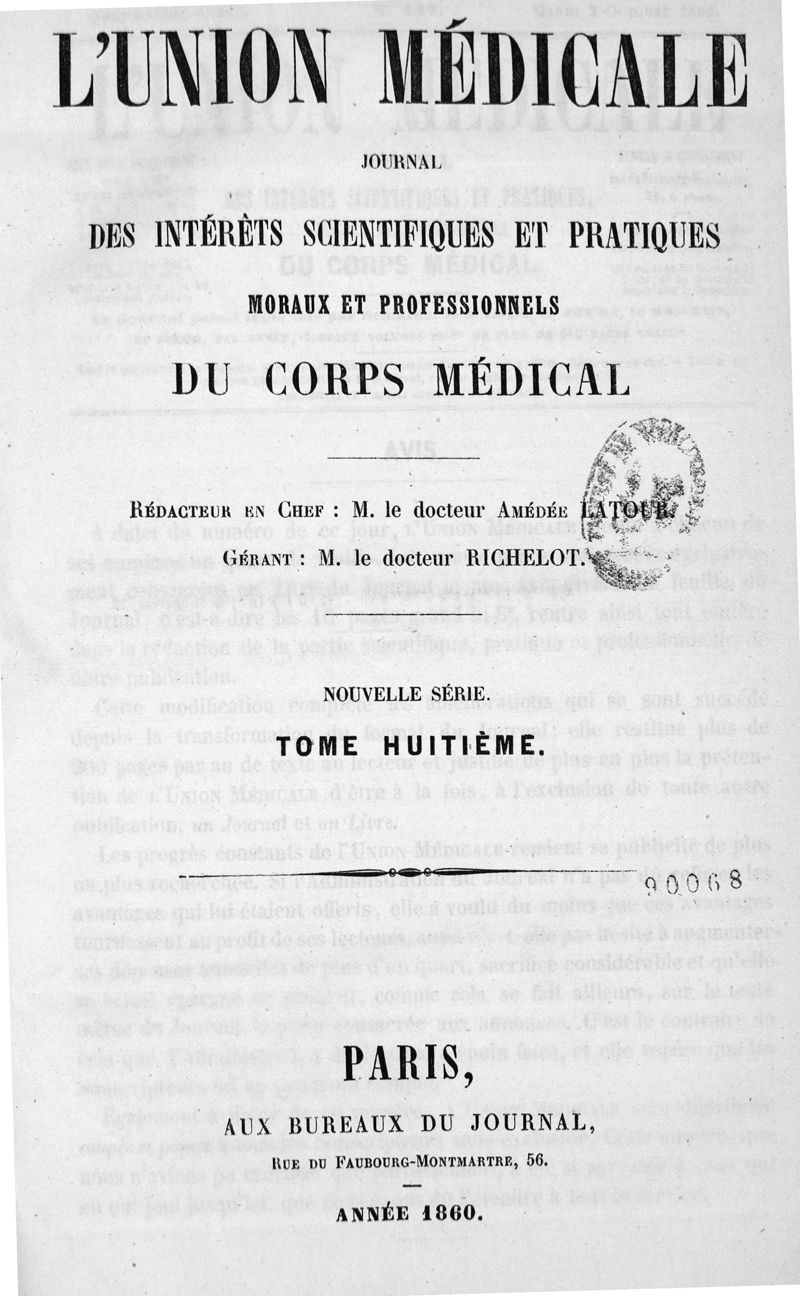 L'UNION MÉDICALE
JOURNAL
DES INTÉRÊTS SCIENTIFIQUES ET PRATIQUES
MORAUX ET PROFESSIONNELS
DU CORPS MÉDICAL
RÉDACTEUR EN CHEF : M. le docteur AMÉDÉE LATOUR.
GÉRANT : M. le docteur RICHELOT.
NOUVELLE SÉRIE.
TOME HUITIÈME.
90068
PARIS,
AUX BUREAUX DU JOURNAL,
RUE DU FAUBOURG-MONTMARTRE, 56.
ANNÉE 1860.